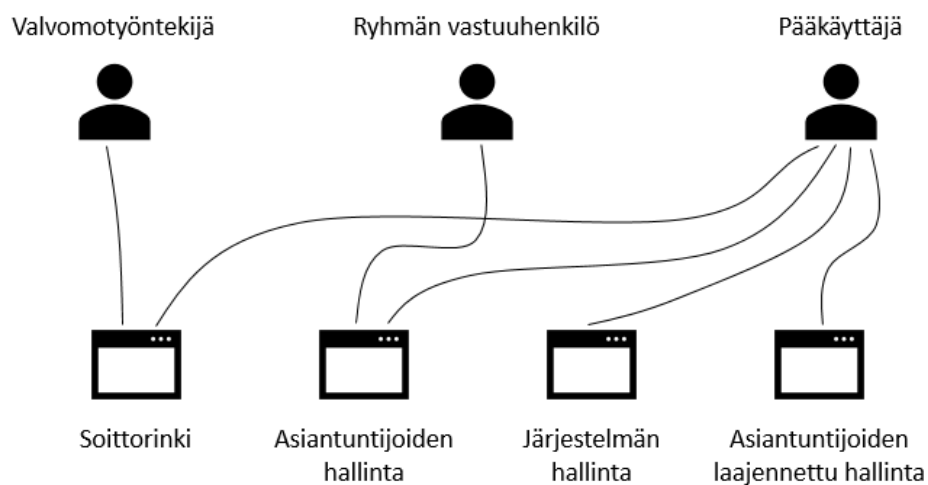 Valvomotyöntekijä
Ryhmän vastuuhenkilö
Pääkäyttäjä
Soittorinki
Asiantuntijoiden
hallinta
Järjestelmän
hallinta
Asiantuntijoiden
laajennettu hallinta